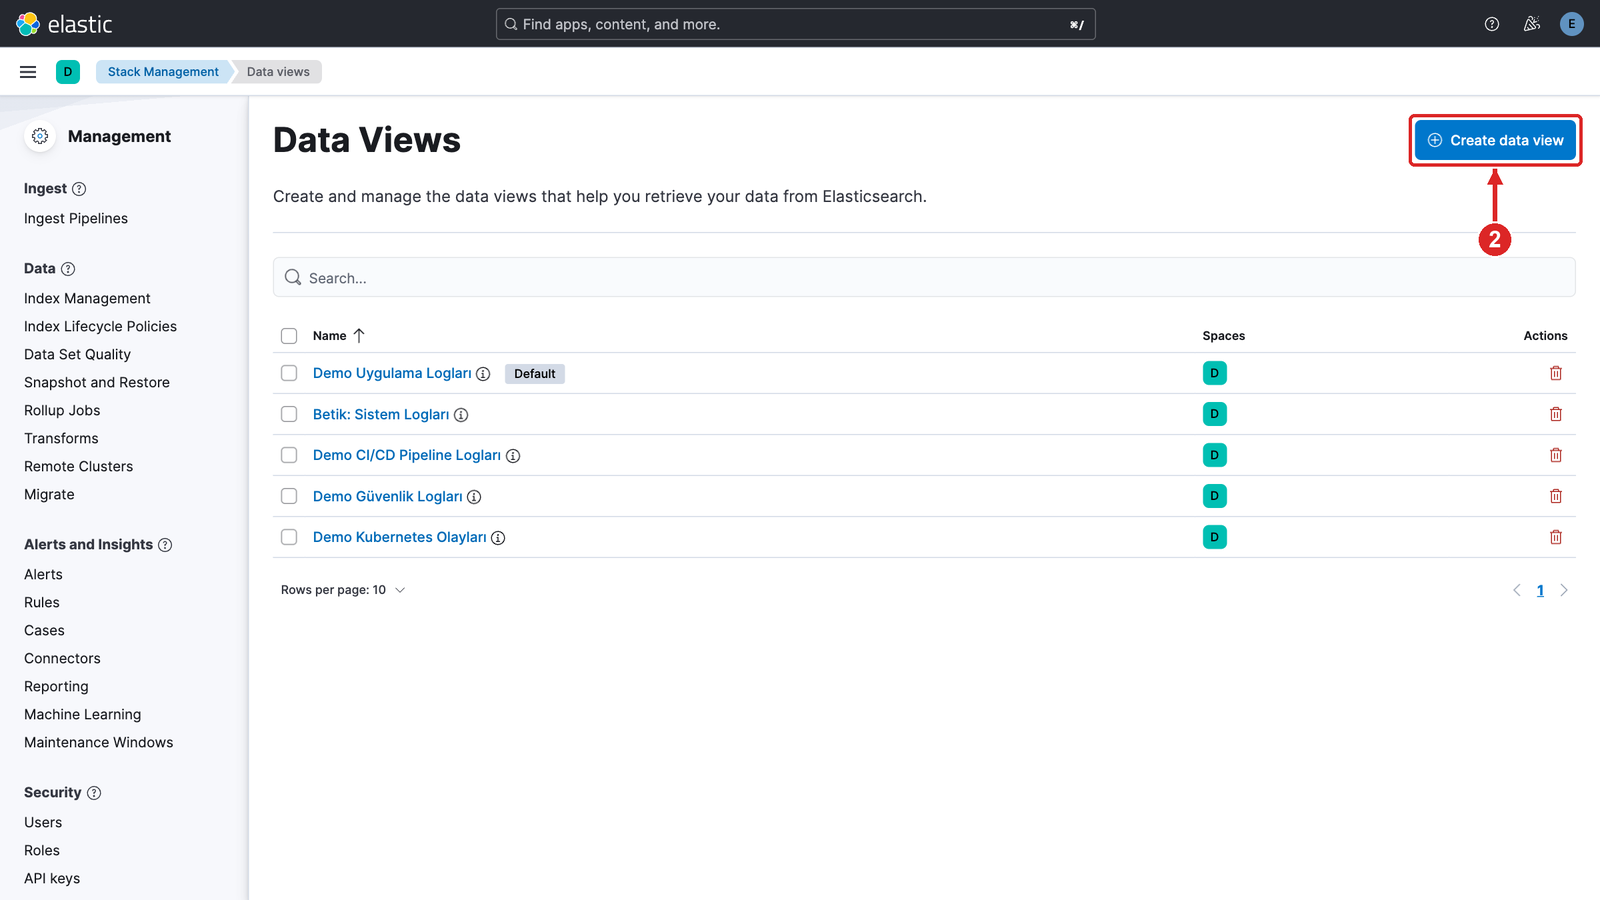 elastic
Find apps, content, and more.
⌘/
E
D
Stack Management
Data views
Management
Ingest
Ingest Pipelines
Data
Index Management
Index Lifecycle Policies
Data Set Quality
Snapshot and Restore
Rollup Jobs
Transforms
Remote Clusters
Migrate
Alerts and Insights
Alerts
Rules
Cases
Connectors
Reporting
Machine Learning
Maintenance Windows
Security
Users
Roles
API keys
Data Views
Create data view
2
Create and manage the data views that help you retrieve your data from Elasticsearch.
Search...
Name Spaces Actions
Demo Uygulama Logları Default D
Betik: Sistem Logları D
Demo CI/CD Pipeline Logları D
Demo Güvenlik Logları D
Demo Kubernetes Olayları D
Rows per page: 10
1